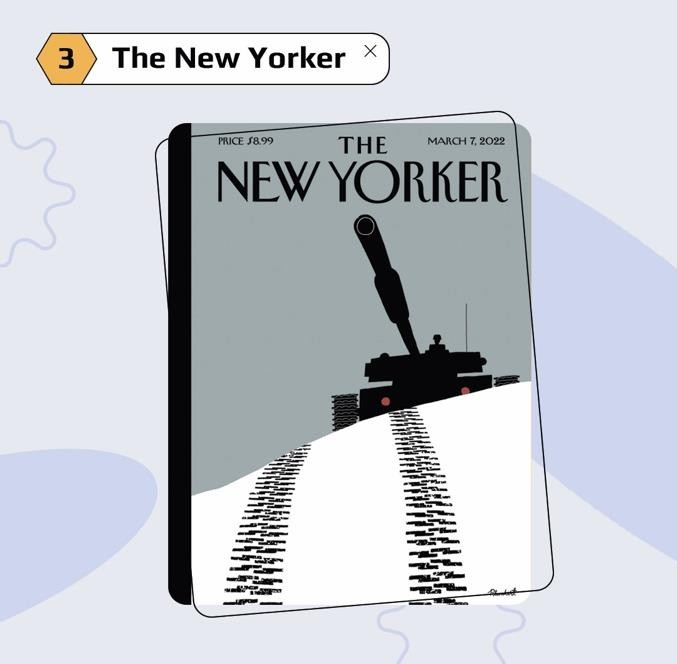 3
The New Yorker
PRICE $8.99
THE
MARCH 7, 2022
NEW YORKER